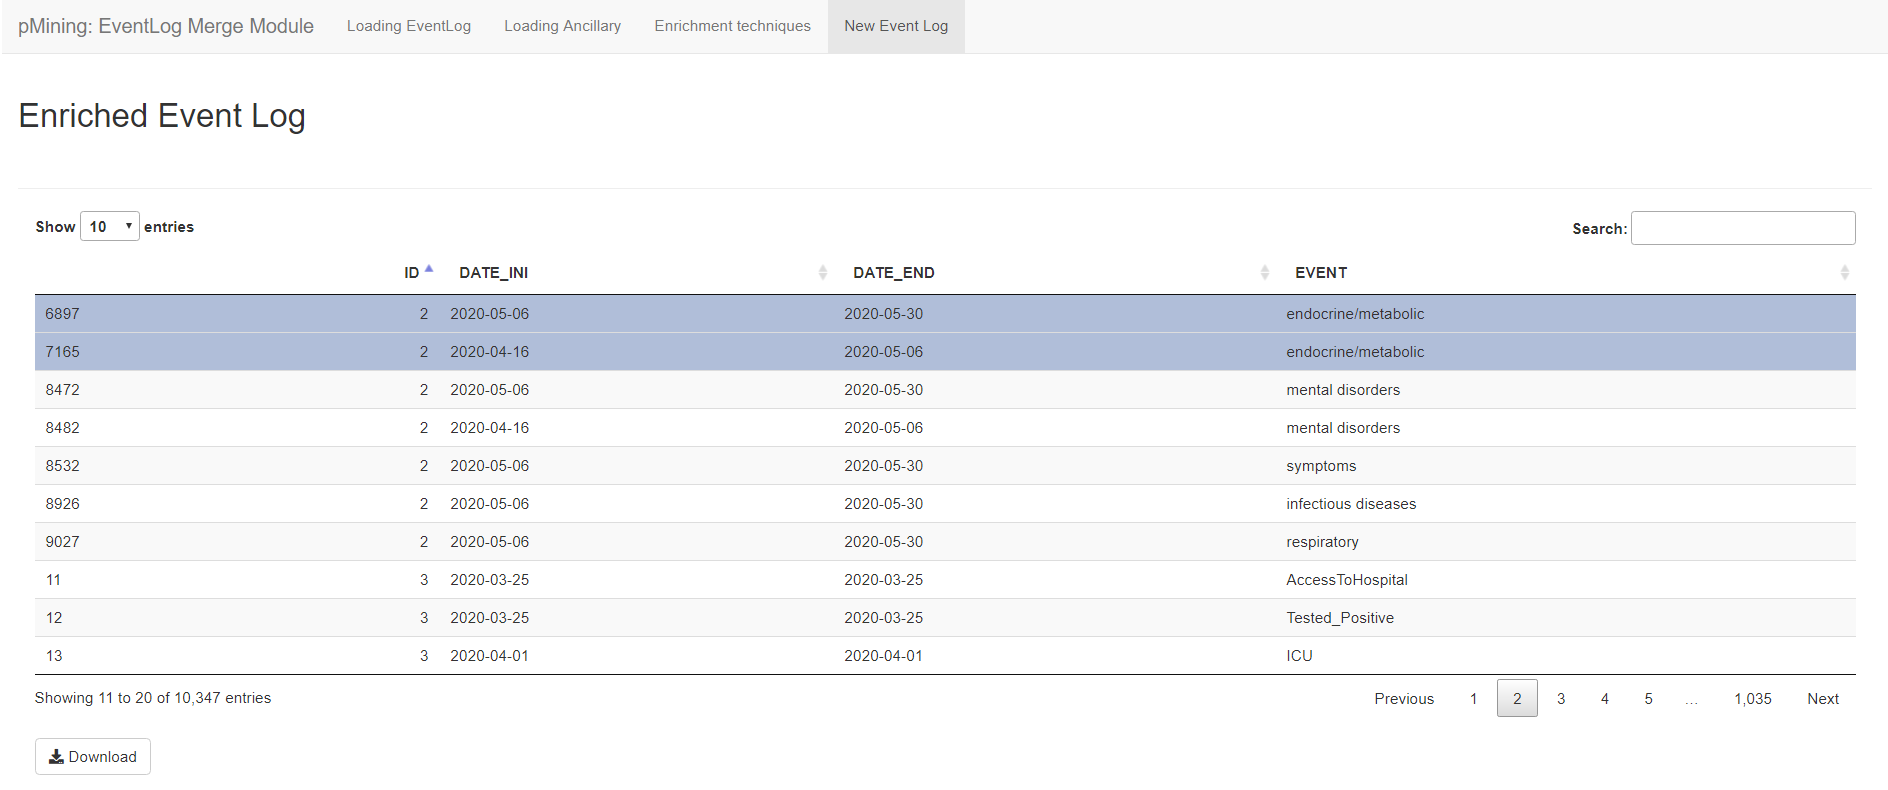 pMining: EventLog Merge Module Loading EventLog Loading Ancillary Enrichment techniques New Event Log
Enriched Event Log
Show 10 entries Search:
ID DATE_INI DATE_END EVENT
6897 2 2020-05-06 2020-05-30 endocrine/metabolic
7165 2 2020-04-16 2020-05-06 endocrine/metabolic
8472 2 2020-05-06 2020-05-30 mental disorders
8482 2 2020-04-16 2020-05-06 mental disorders
8532 2 2020-05-06 2020-05-30 symptoms
8926 2 2020-05-06 2020-05-30 infectious diseases
9027 2 2020-05-06 2020-05-30 respiratory
11 3 2020-03-25 2020-03-25 AccessToHospital
12 3 2020-03-25 2020-03-25 Tested_Positive
13 3 2020-04-01 2020-04-01 ICU
Showing 11 to 20 of 10,347 entries Previous 1 2 3 4 5 … 1,035 Next
Download